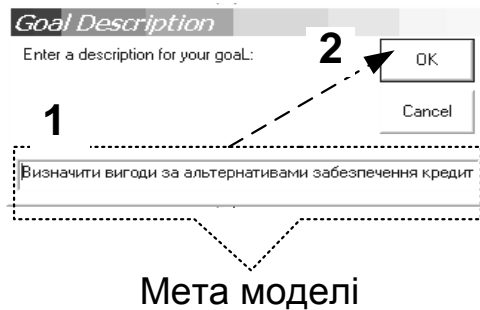 Goal Description
Enter a description for your goaL:
2
OK
1
Cancel
Визначити вигоди за альтернативами забезпечення кредит
Мета моделі